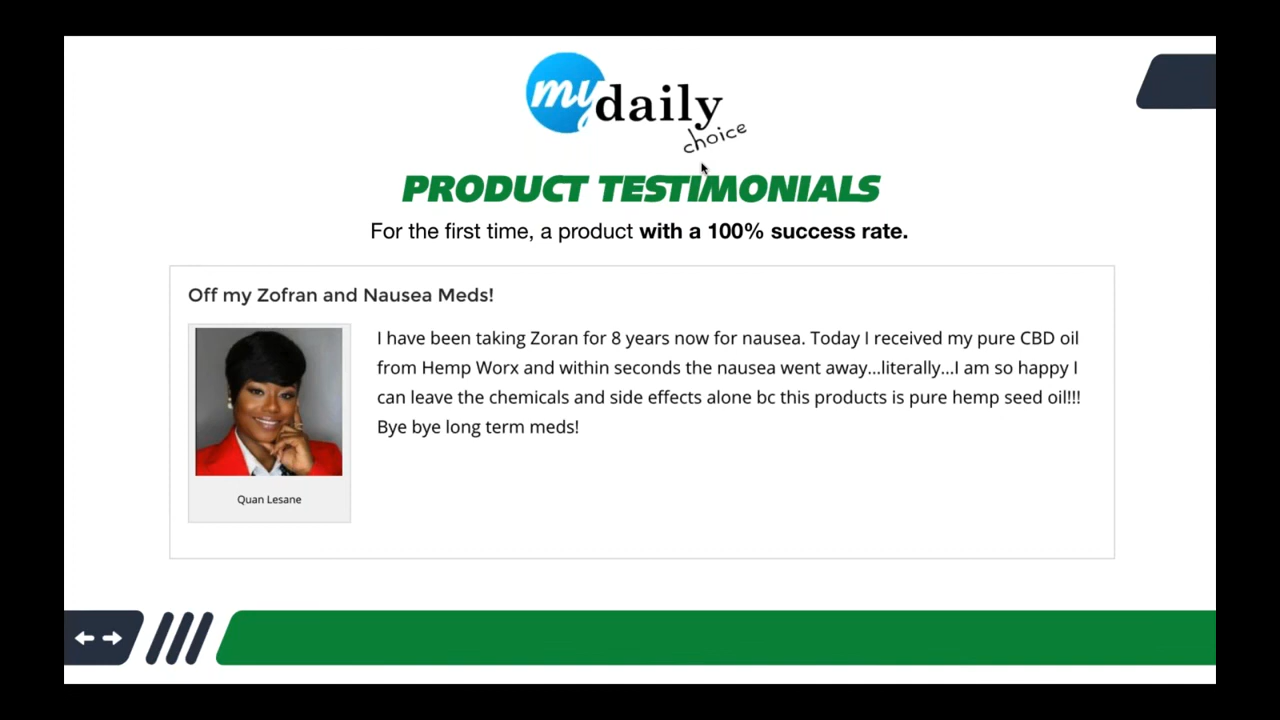 my daily
choice
PRODUCT TESTIMONIALS
For the first time, a product with a 100% success rate.
Off my Zofran and Nausea Meds!
I have been taking Zoran for 8 years now for nausea. Today I received my pure CBD oil
from Hemp Worx and within seconds the nausea went away...literally...I am so happy I
can leave the chemicals and side effects alone bc this products is pure hemp seed oil!!!
Bye bye long term meds!
Quan Lesane